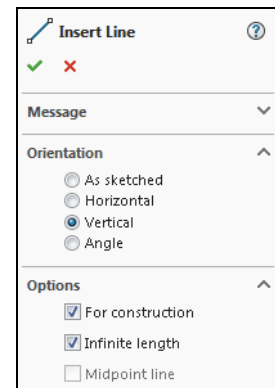 Insert Line
Message
Orientation
As sketched
Horizontal
Vertical
Angle
Options
For construction
Infinite length
Midpoint line